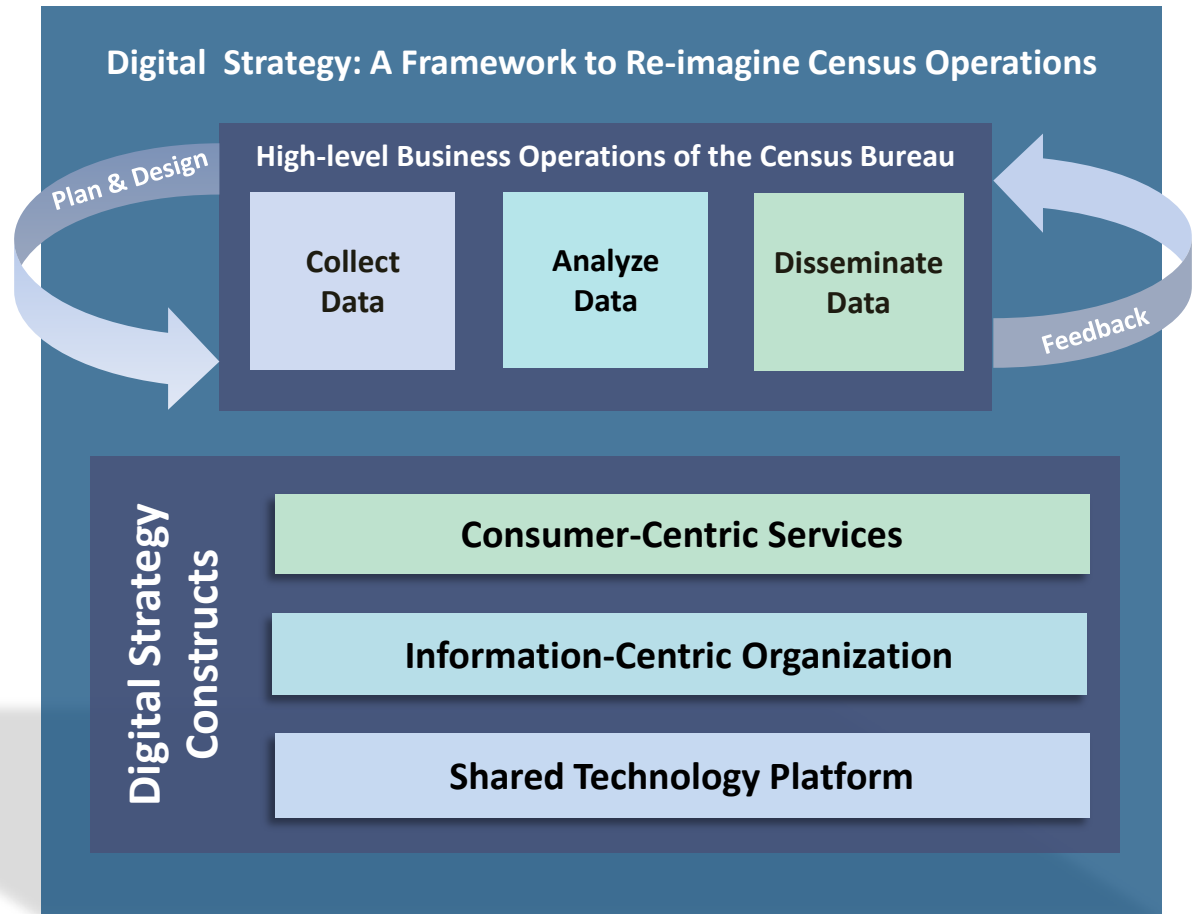 Digital Strategy: A Framework to Re-imagine Census Operations
High-level Business Operations of the Census Bureau
Plan & Design
Collect
Data
Analyze
Data
Disseminate
Data
Feedback
Digital Strategy
Constructs
Consumer-Centric Services
Information-Centric Organization
Shared Technology Platform